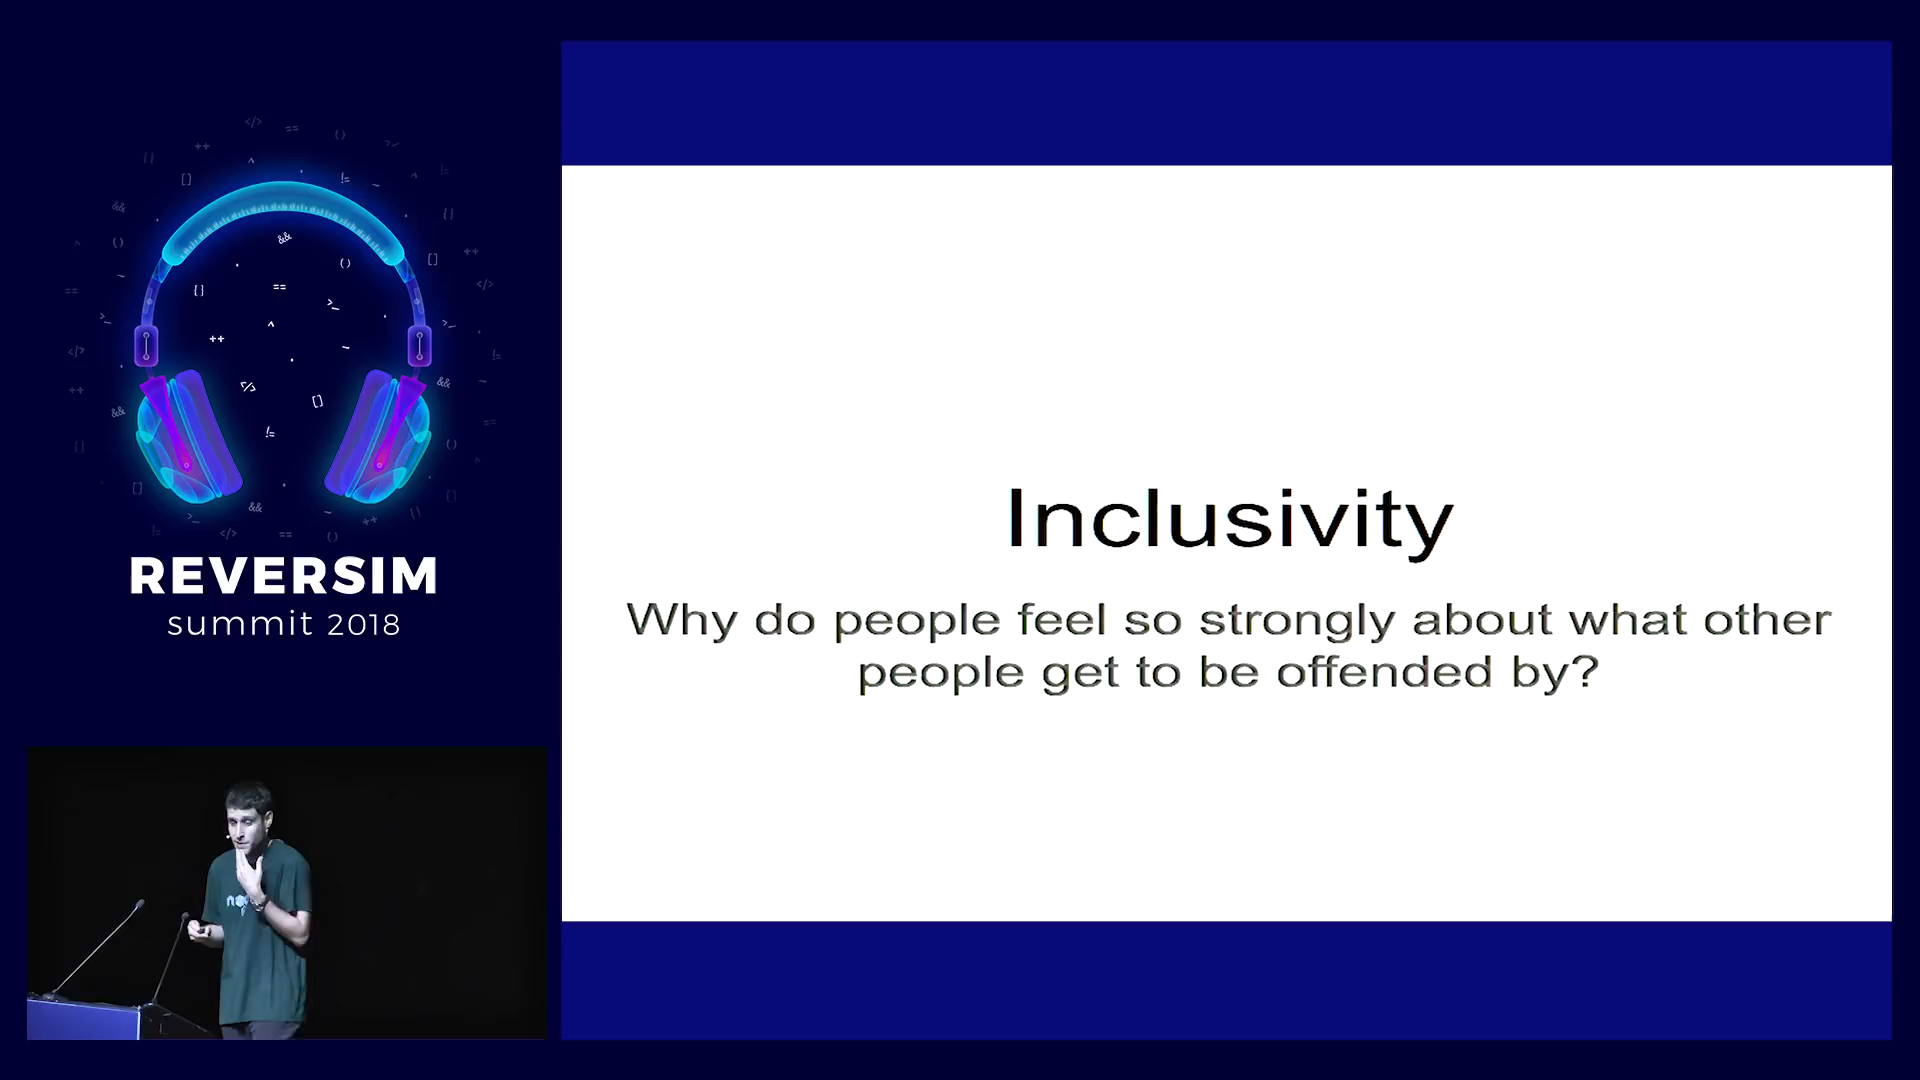 REVERSIM
summit 2018
Inclusivity
Why do people feel so strongly about what other
people get to be offended by?